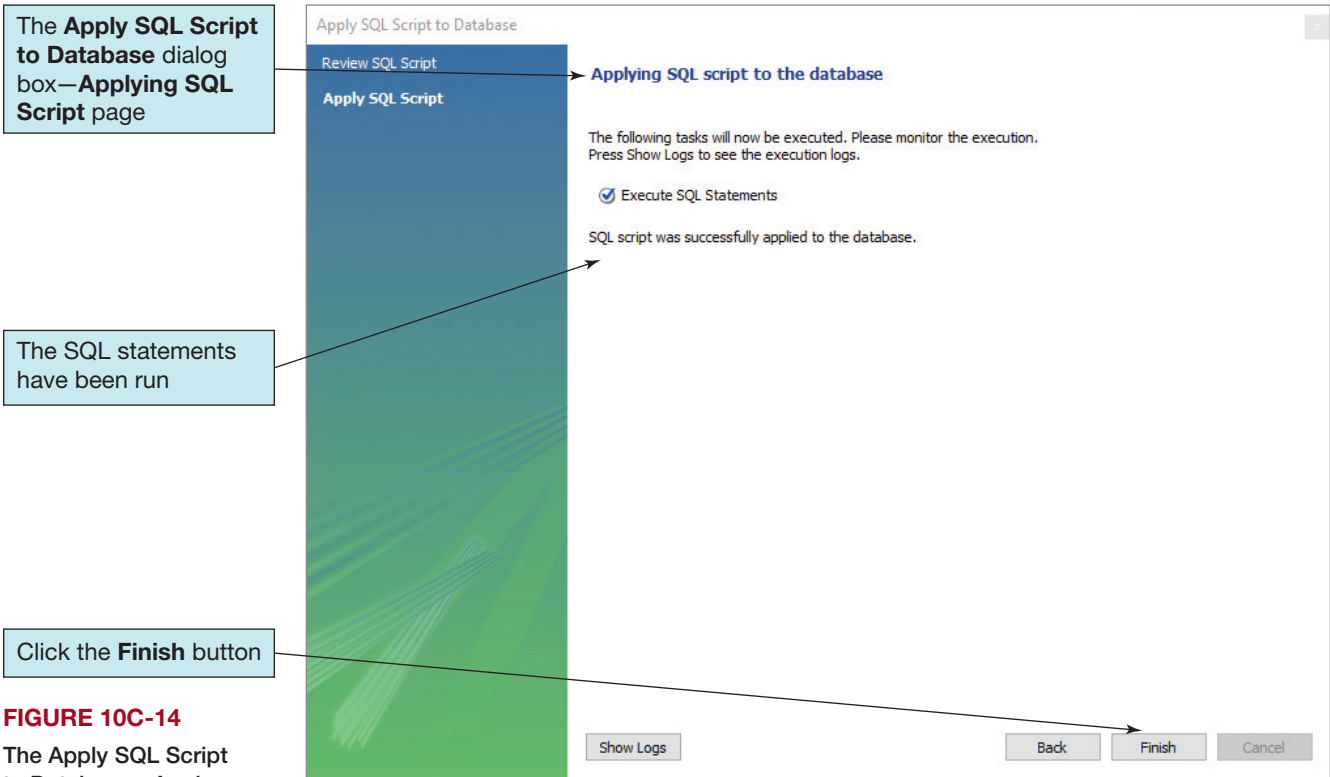 The Apply SQL Script
to Database dialog
box—Applying SQL
Script page
The SQL statements
have been run
Click the Finish button
FIGURE 10C-14
The Apply SQL Script
Apply SQL Script to Database
Review SQL Script
Apply SQL Script
Applying SQL script to the database
The following tasks will now be executed. Please monitor the execution.
Press Show Logs to see the execution logs.
Execute SQL Statements
SQL script was successfully applied to the database.
Show Logs
Back
Finish
Cancel